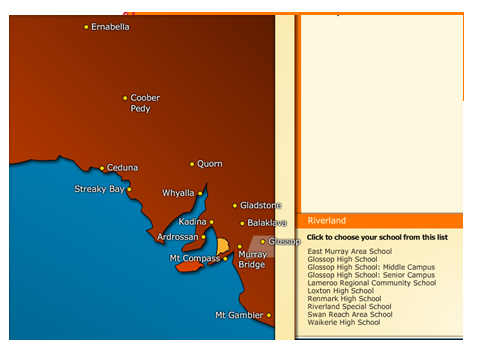 Ernabella
Coober
Pedy
Ceduna
Quorn
Streaky Bay
Whyalla
Gladstone
Kadina
Balaklava
Ardrossan
Glossop
Mt Compass
Murray
Bridge
Mt Gambier
Riverland
Click to choose your school from this list
East Murray Area School
Glossop High School
Glossop High School: Middle Campus
Glossop High School: Senior Campus
Lameroo Regional Community School
Loxton High School
Renmark High School
Riverland Special School
Swan Reach Area School
Waikerie High School